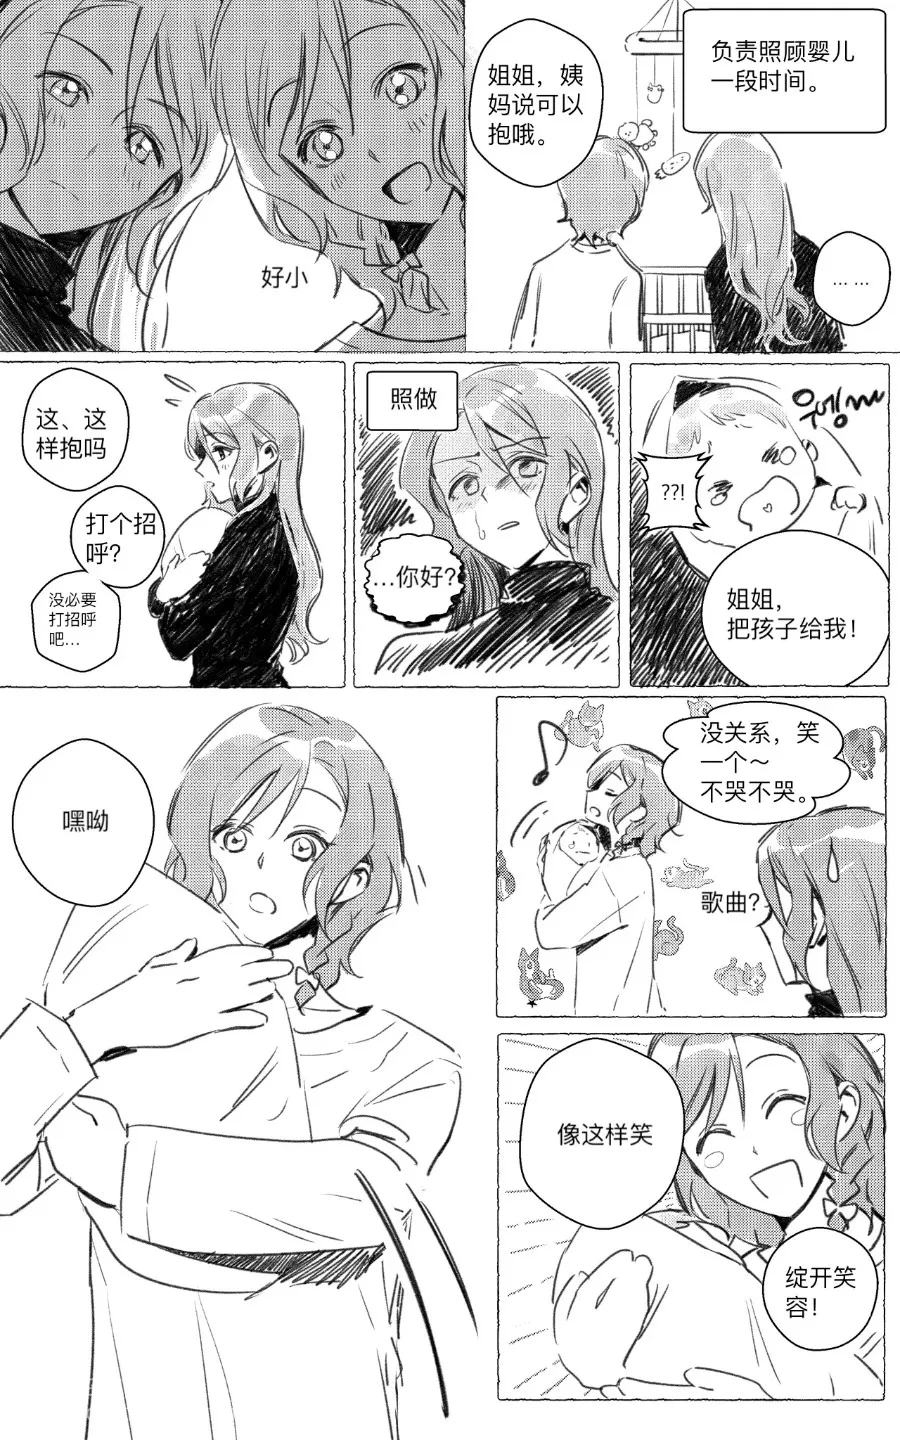 好小
负责照顾婴儿
一段时间。
姐姐，姨
妈说可以
抱哦。
... ...
这、这
样抱吗
打个招
呼？
没必要
打招呼
吧...
照做
...你好？
우엥
??!
姐姐，
把孩子给我！
嘿呦
没关系，笑
一个～
不哭不哭。
歌曲？
像这样笑
绽开笑
容！